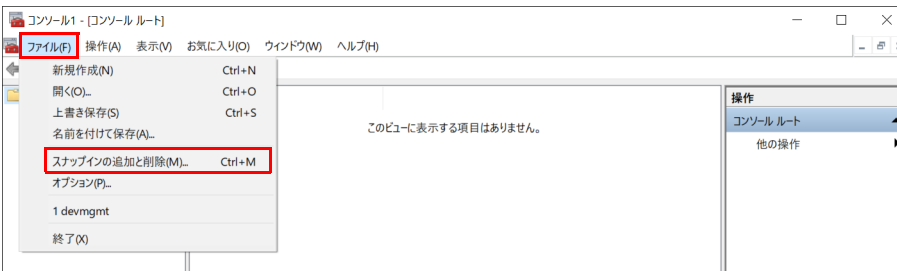 コンソール1 - [コンソール ルート]
ファイル(F) 操作(A) 表示(V) お気に入り(O) ウィンドウ(W) ヘルプ(H)
新規作成(N) Ctrl+N
開く(O)... Ctrl+O
上書き保存(S) Ctrl+S
名前を付けて保存(A)...
スナップインの追加と削除(M)... Ctrl+M
オプション(P)...
1 devmgmt
終了(X)
このビューに表示する項目はありません。
操作
コンソール ルート
他の操作